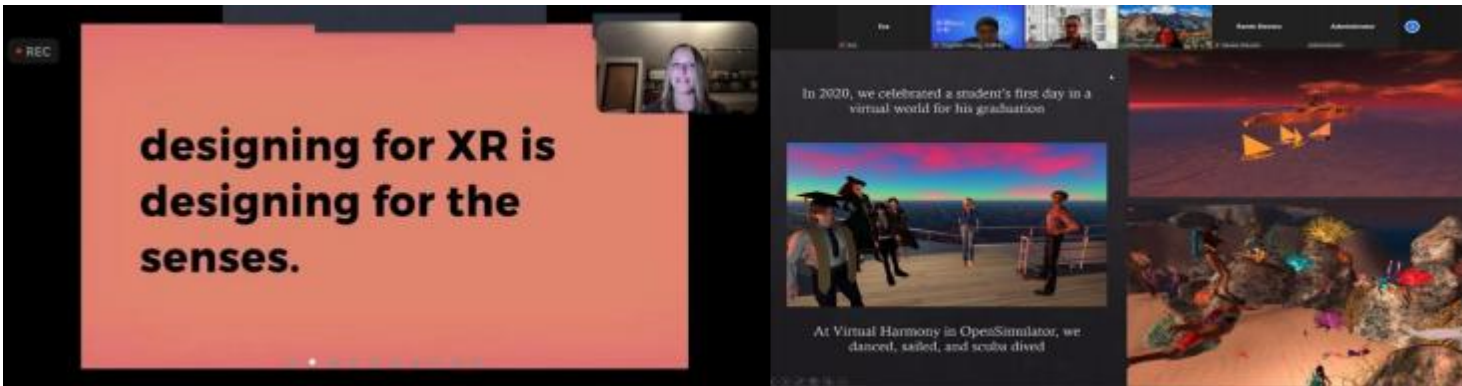 REC
designing for XR is
designing for the
senses.
In 2020, we celebrated a student's first day in a
virtual world for his graduation
At Virtual Harmony in OpenSimulator, we
danced, sailed, and scuba dived